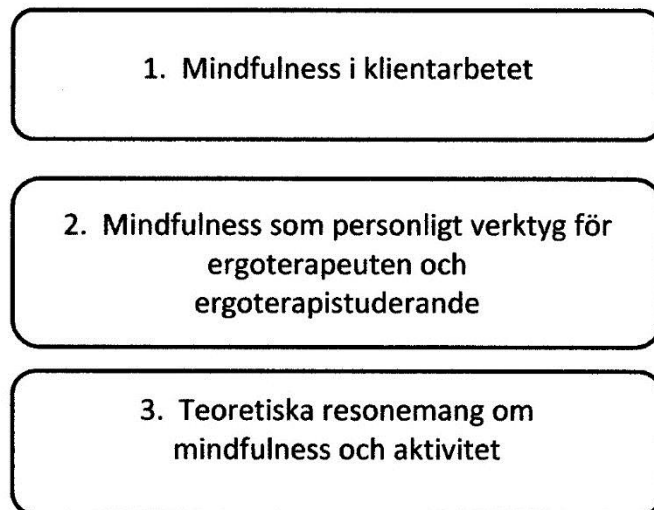 1. Mindfulness i klientarbetet
2. Mindfulness som personligt verktyg för
ergoterapeuten och
ergoterapistuderande
3. Teoretiska resonemang om
mindfulness och aktivitet